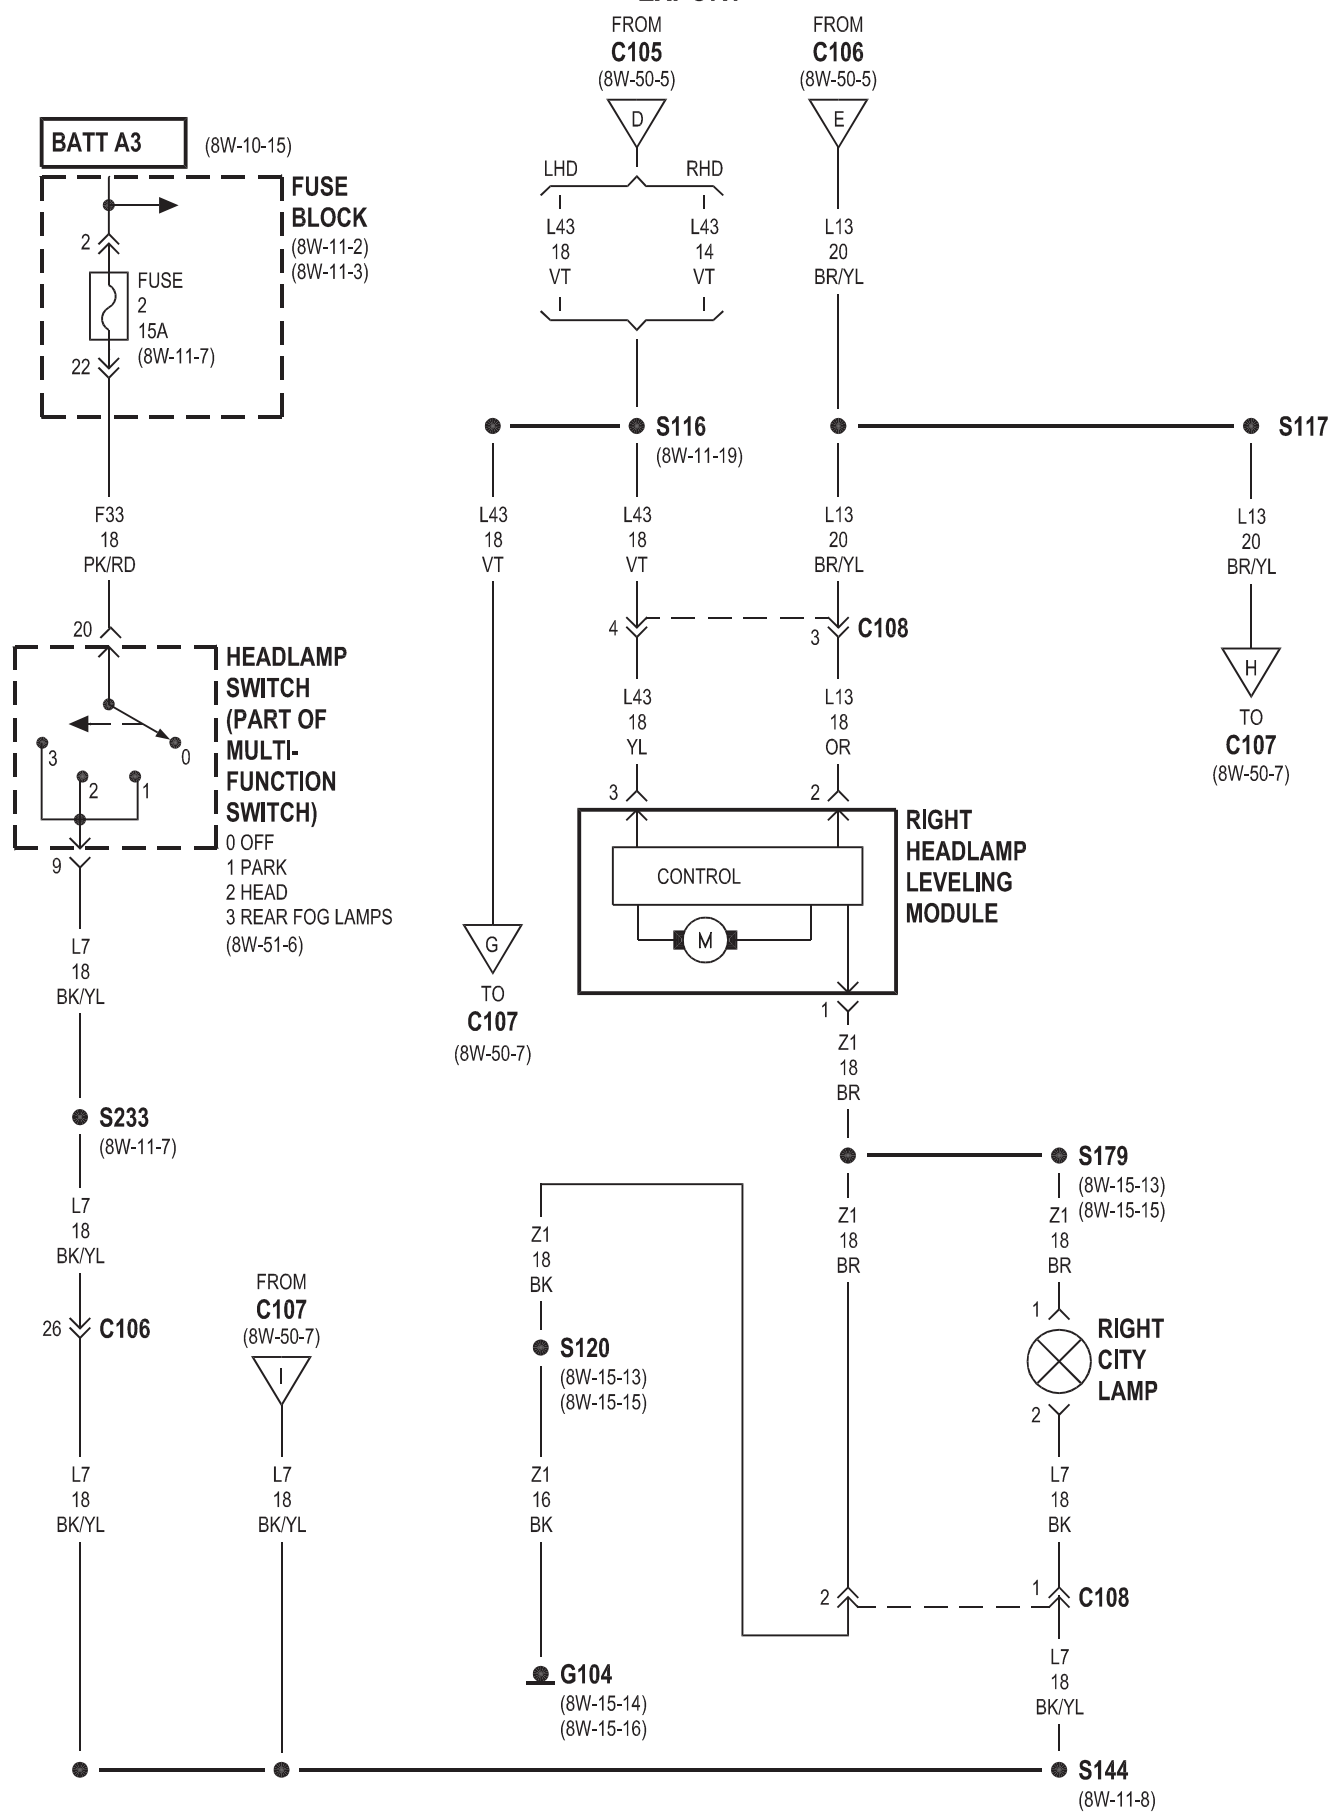 FROM
C105
(8W-50-5)
D
FROM
C106
(8W-50-5)
E
BATT A3
(8W-10-15)
FUSE
BLOCK
(8W-11-2)
(8W-11-3)
2
FUSE
2
15A
(8W-11-7)
22
LHD
RHD
L43
18
VT
L43
14
VT
L13
20
BR/YL
S116
(8W-11-19)
S117
F33
18
PK/RD
L43
18
VT
L43
18
VT
L13
20
BR/YL
L13
20
BR/YL
20
4
3
C108
HEADLAMP
SWITCH
(PART OF
MULTI-
FUNCTION
SWITCH)
0 OFF
1 PARK
2 HEAD
3 REAR FOG LAMPS
(8W-51-6)
3
2
1
0
9
L43
18
YL
L13
18
OR
H
TO
C107
(8W-50-7)
3
2
RIGHT
HEADLAMP
LEVELING
MODULE
CONTROL
M
1
G
TO
C107
(8W-50-7)
L7
18
BK/YL
Z1
18
BR
S233
(8W-11-7)
S179
(8W-15-13)
(8W-15-15)
L7
18
BK/YL
Z1
18
BK
Z1
18
BR
Z1
18
BR
26
C106
FROM
C107
(8W-50-7)
I
S120
(8W-15-13)
(8W-15-15)
1
RIGHT
CITY
LAMP
2
L7
18
BK/YL
L7
18
BK/YL
Z1
16
BK
L7
18
BK
2
1
C108
G104
(8W-15-14)
(8W-15-16)
L7
18
BK/YL
S144
(8W-11-8)